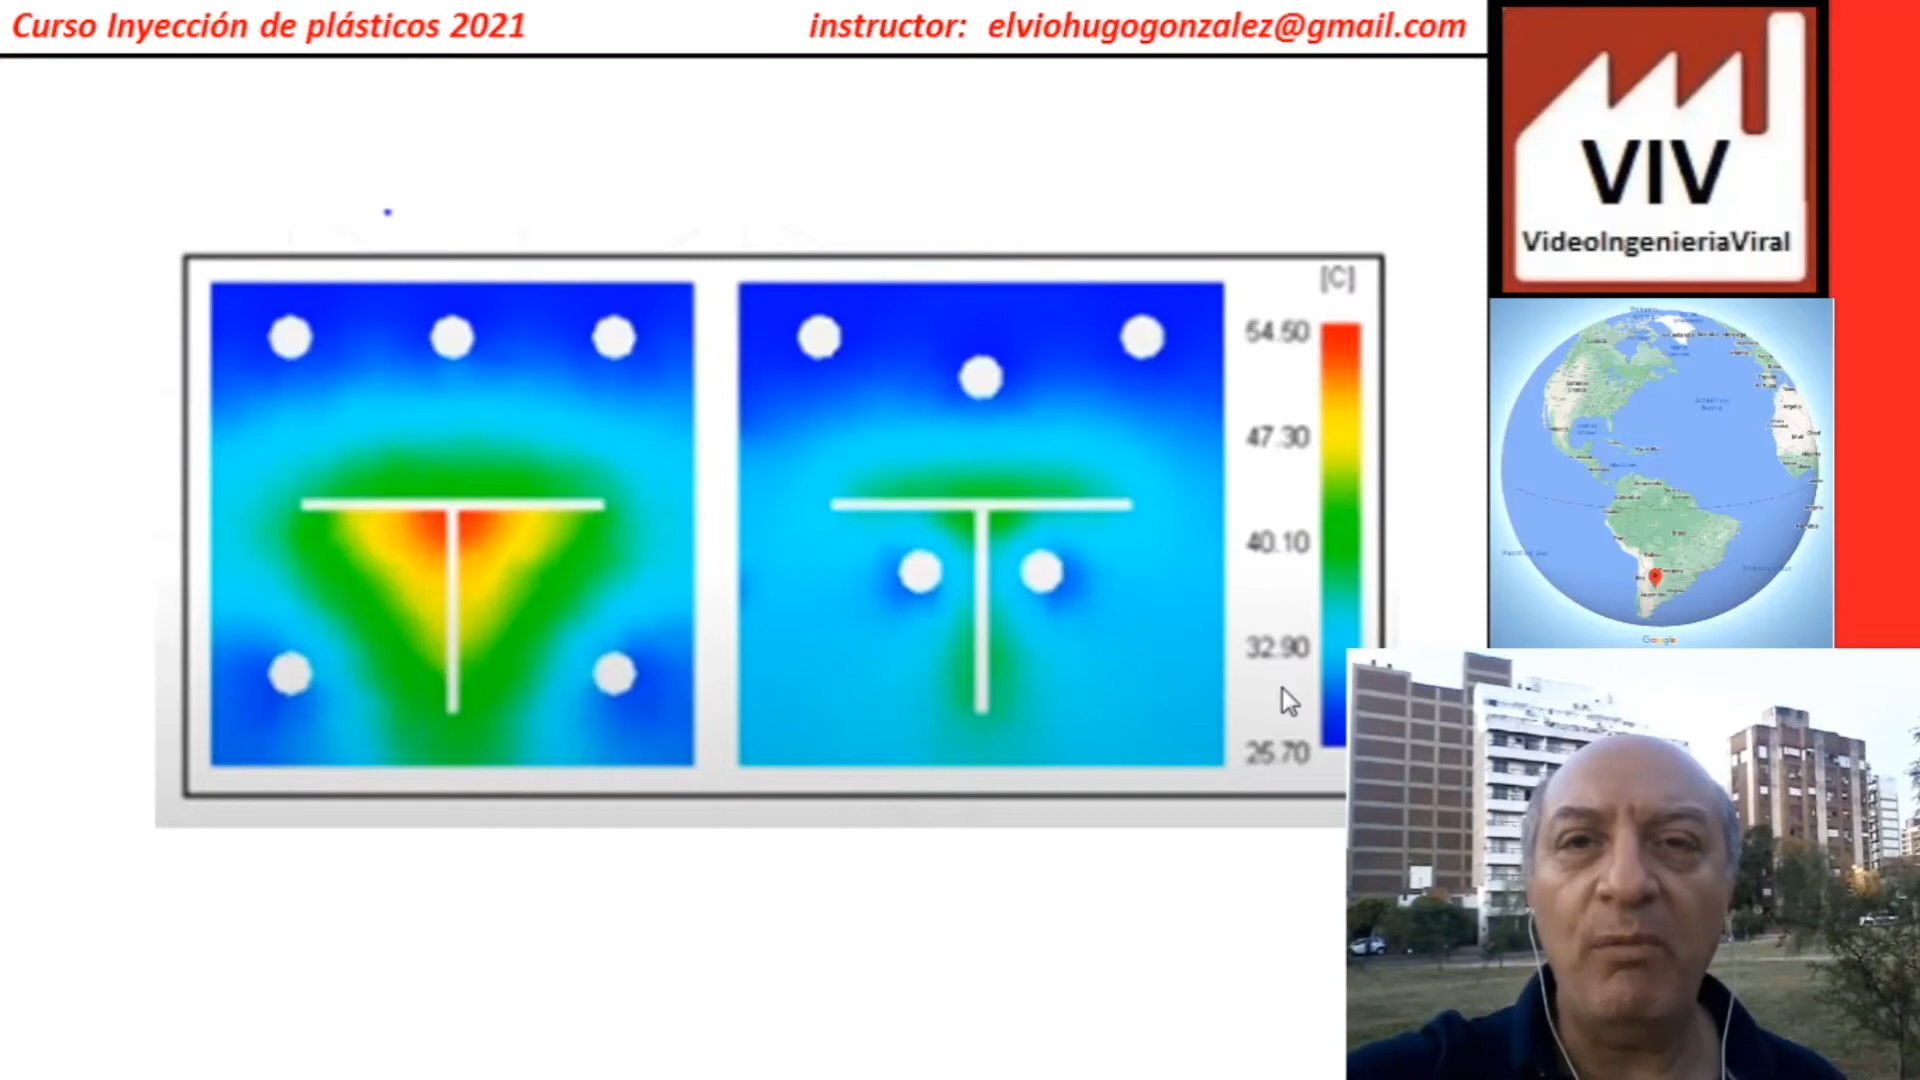 Curso Inyección de plásticos 2021
instructor: elviohugogonzalez@gmail.com
VIV
VideoIngenieriaViral
[C]
54.50
47.30
40.10
32.90
25.70
Google